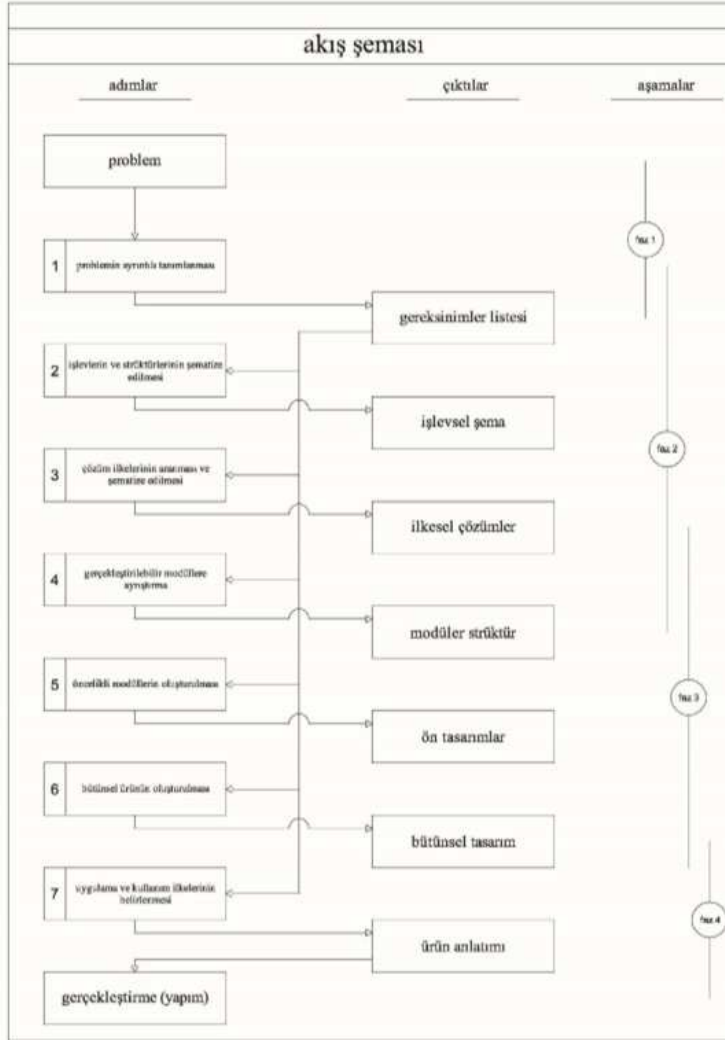 akış şeması
adımlar
çıktılar
aşamalar
problem
faz 1
1
problemin ayrıntılı tanımlanması
gereksinimler listesi
2
işlevlerin ve strüktürlerinin şematize
edilmesi
işlevsel şema
faz 2
3
çözüm ilkelerinin aranması ve
şematize edilmesi
ilkesel çözümler
4
gerçekleştirilebilir modüllere
ayrıştırma
modüler strüktür
5
öncelikli modüllerin oluşturulması
faz 3
ön tasarımlar
6
bütünsel ürünün oluşturulması
bütünsel tasarım
7
uygulama ve kullanım ilkelerinin
belirlenmesi
faz 4
ürün anlatımı
gerçekleştirme (yapım)